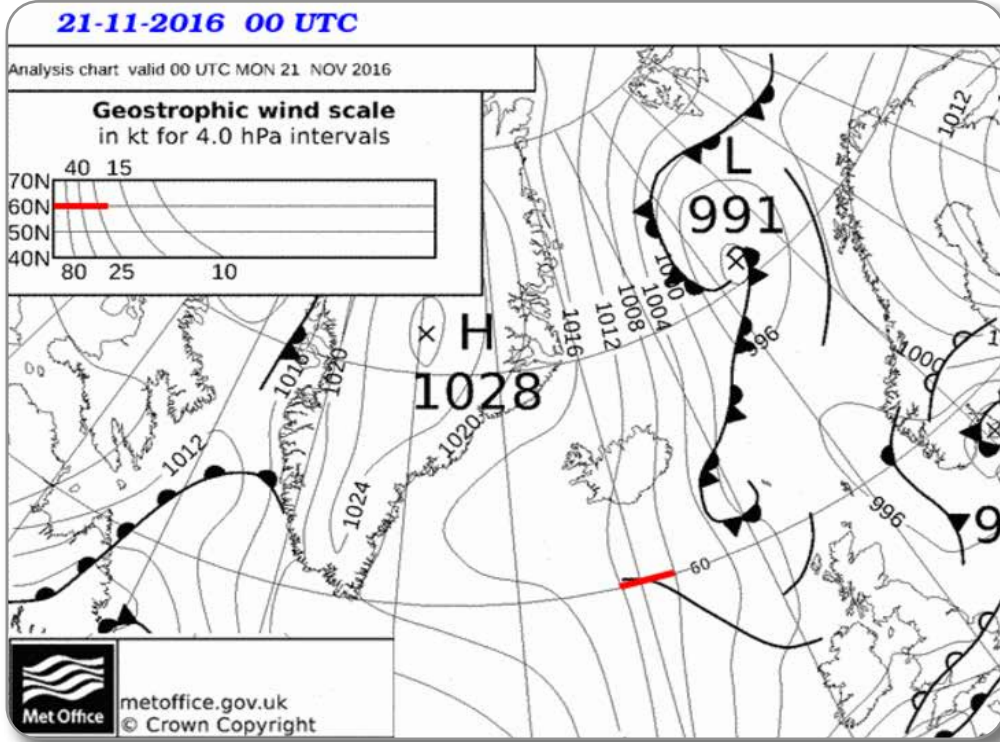 21-11-2016 00 UTC
Analysis chart valid 00 UTC MON 21 NOV 2016
Geostrophic wind scale
in kt for 4.0 hPa intervals
40 15
70N
60N
50N
40N
80 25 10
L
991
H
1028
1012
1000
1016
1012
1008
1004
996
1016
1020
1020
1012
1024
1000
1
996
9
60
Met Office
metoffice.gov.uk
© Crown Copyright